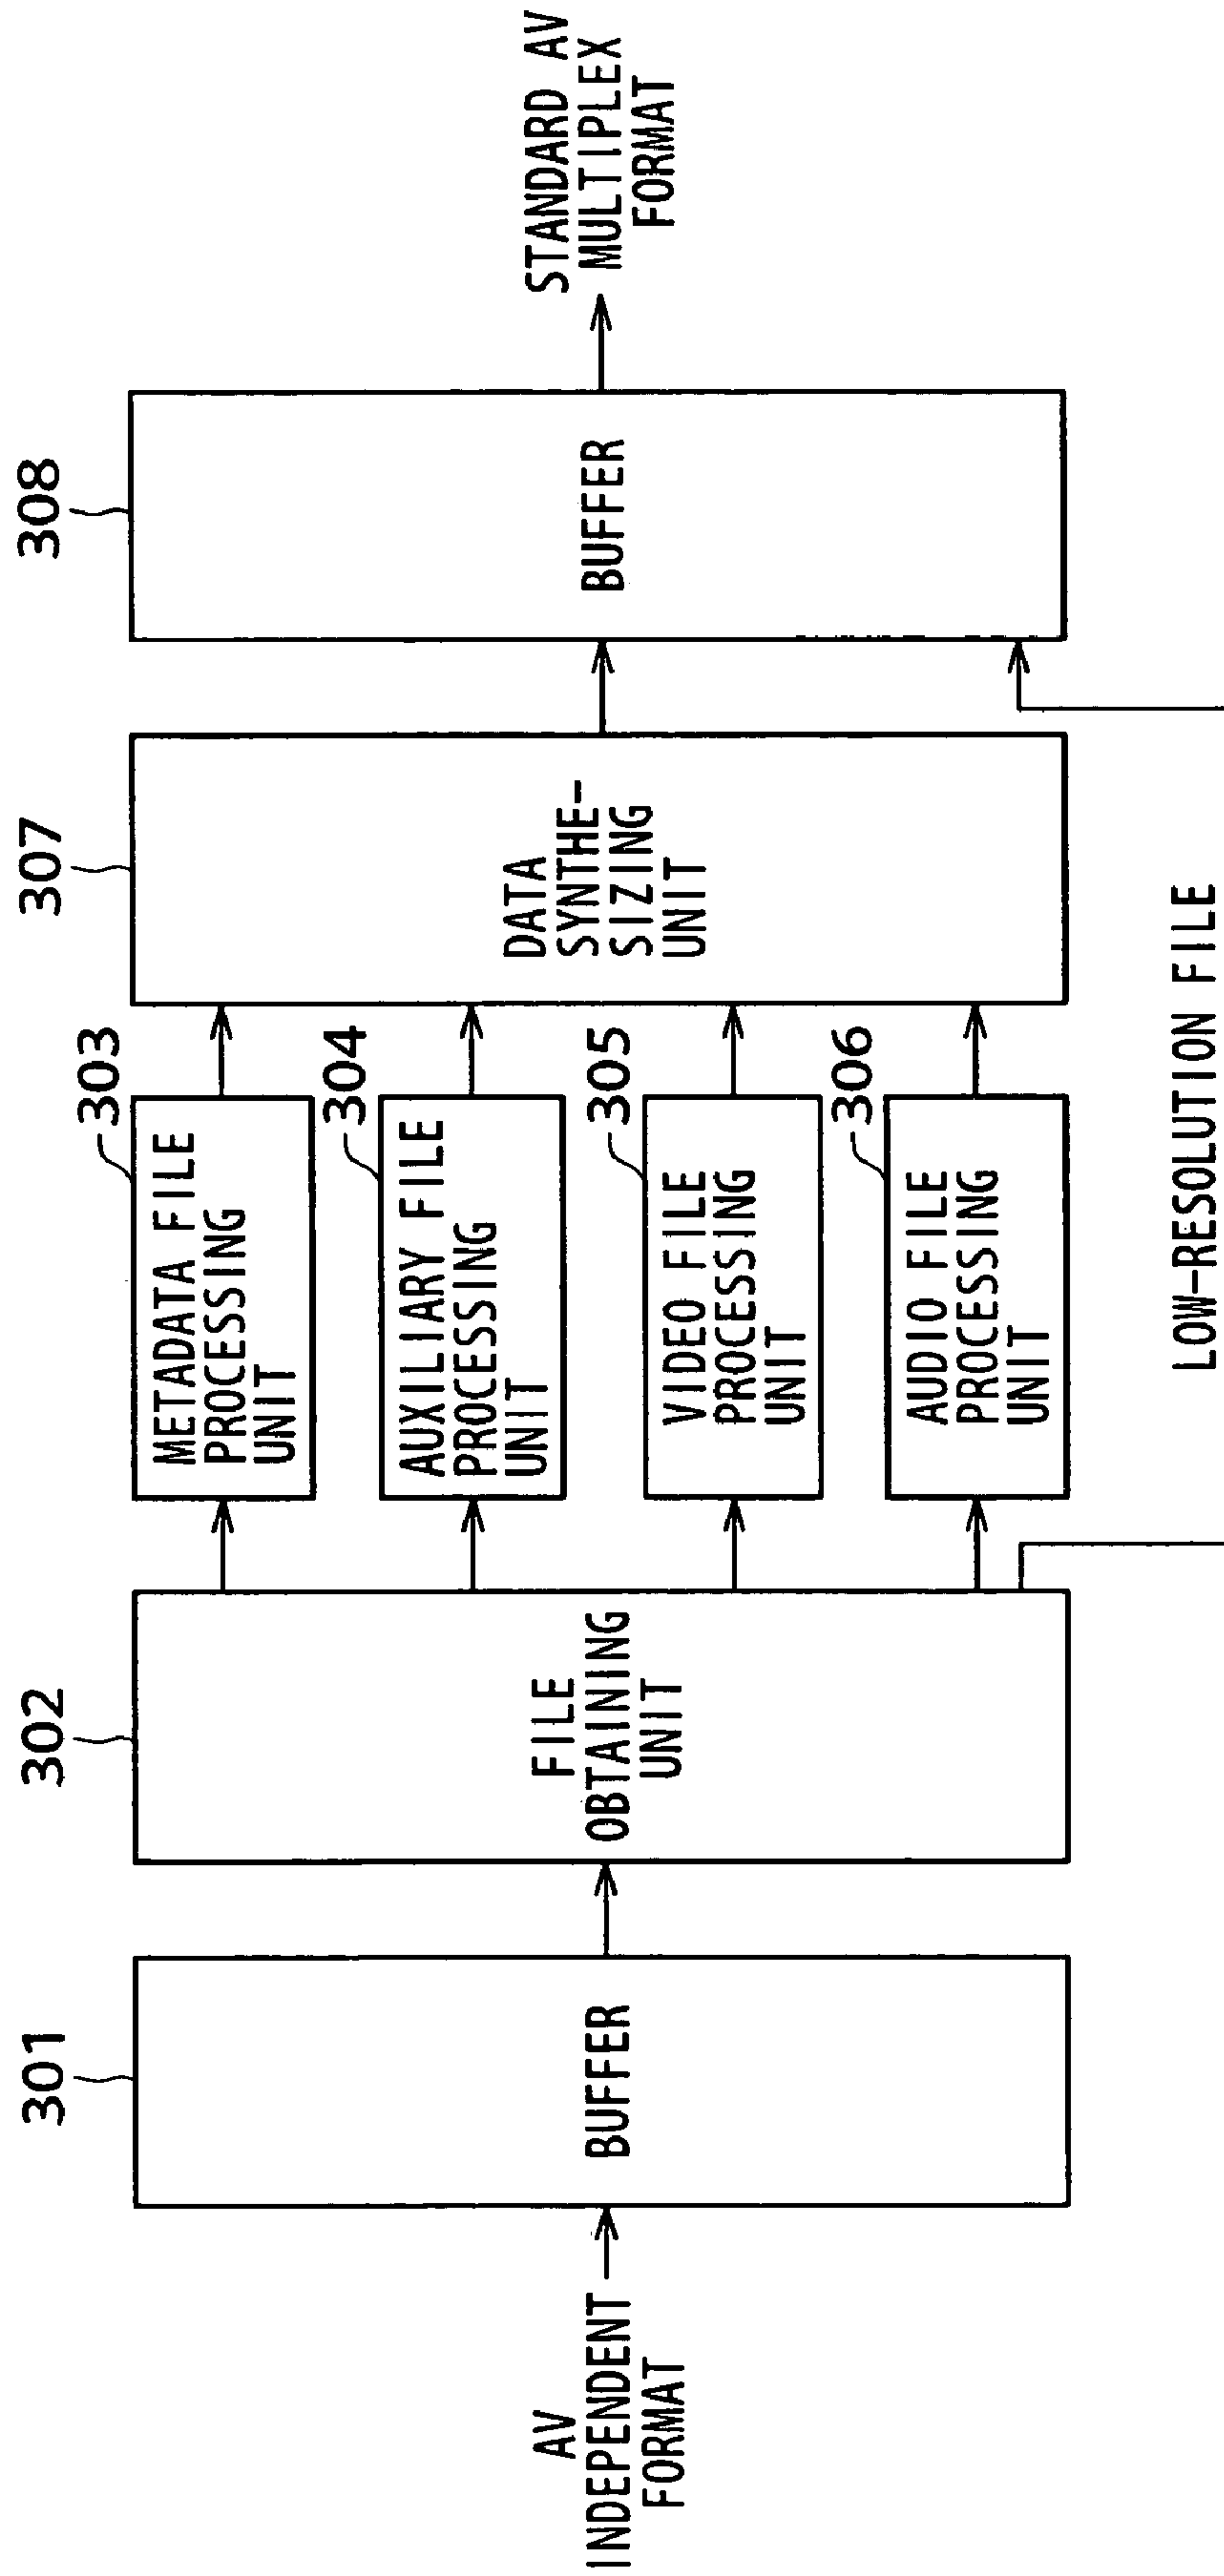 AV
INDEPENDENT
FORMAT
301
BUFFER
302
FILE
OBTAINING
UNIT
303
METADATA FILE
PROCESSING
UNIT
304
AUXILIARY FILE
PROCESSING
UNIT
305
VIDEO FILE
PROCESSING
UNIT
306
AUDIO FILE
PROCESSING
UNIT
307
DATA
SYNTHE-
SIZING
UNIT
308
BUFFER
STANDARD AV
MULTIPLEX
FORMAT
LOW-RESOLUTION FILE